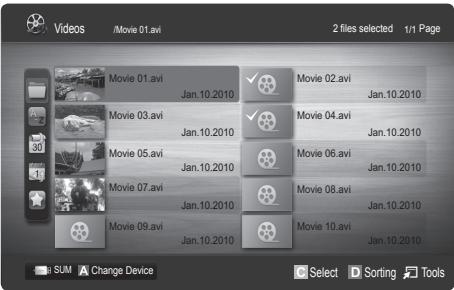 Videos /Movie 01.avi 2 files selected 1/1 Page
Movie 01.avi Movie 02.avi
Jan.10.2010 Jan.10.2010
Movie 03.avi Movie 04.avi
Jan.10.2010 Jan.10.2010
30
Movie 05.avi Movie 06.avi
Jan.10.2010 Jan.10.2010
1
Movie 07.avi Movie 08.avi
Jan.10.2010 Jan.10.2010
Movie 09.avi Movie 10.avi
Jan.10.2010 Jan.10.2010
SUM A Change Device C Select D Sorting Tools